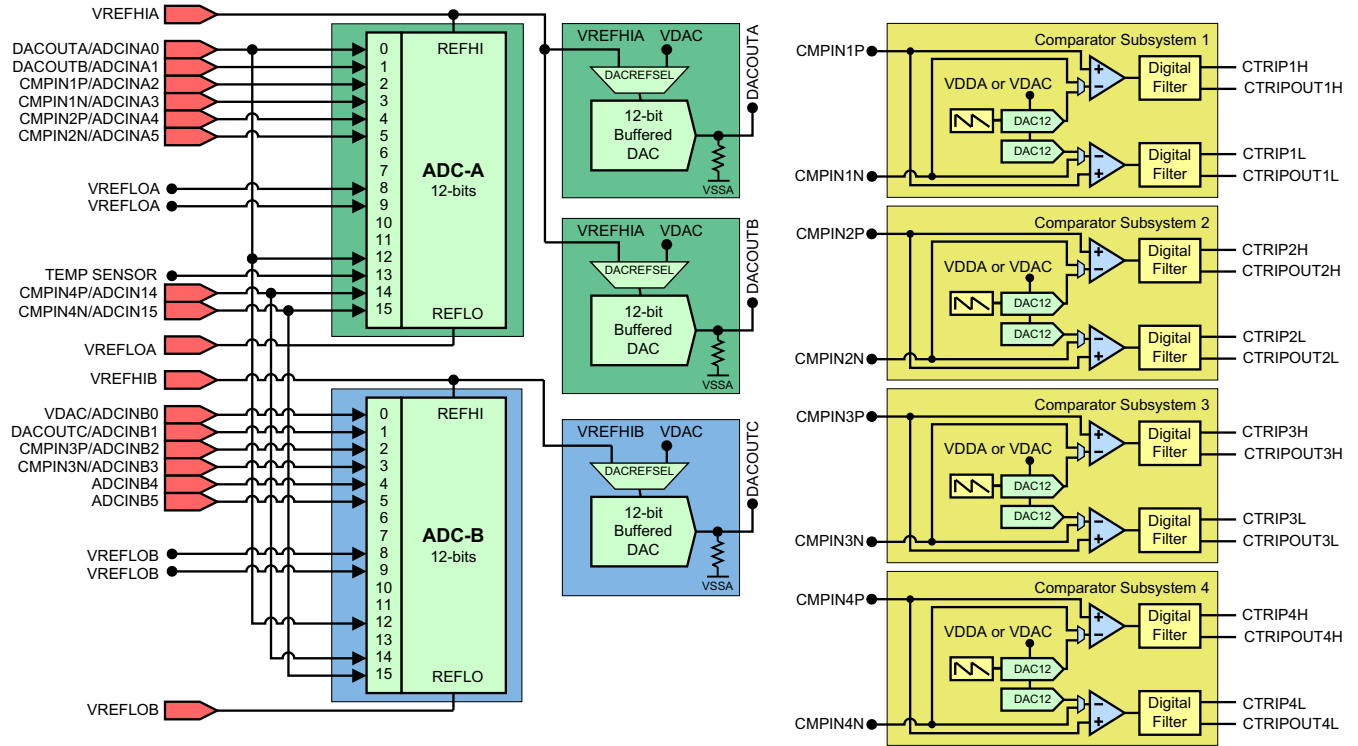 VREFHIA
DACOUTA/ADCINA0
DACOUTB/ADCINA1
CMPIN1P/ADCINA2
CMPIN1N/ADCINA3
CMPIN2P/ADCINA4
CMPIN2N/ADCINA5
VREFLOA
VREFLOA
TEMP SENSOR
CMPIN4P/ADCIN14
CMPIN4N/ADCIN15
VREFLOA
REFHI
0
1
2
3
4
5
6
7
8
9
10
11
12
13
14
15
ADC-A
12-bits
REFLO
VREFHIB
VDAC/ADCINB0
DACOUTC/ADCINB1
CMPIN3P/ADCINB2
CMPIN3N/ADCINB3
ADCINB4
ADCINB5
VREFLOB
VREFLOB
VREFLOB
REFHI
0
1
2
3
4
5
6
7
8
9
10
11
12
13
14
15
ADC-B
12-bits
REFLO
VREFHIA
VDAC
DACREFSEL
12-bit
Buffered
DAC
VSSA
DACOUTA
VREFHIA
VDAC
DACREFSEL
12-bit
Buffered
DAC
VSSA
DACOUTB
VREFHIB
VDAC
DACREFSEL
12-bit
Buffered
DAC
VSSA
DACOUTC
Comparator Subsystem 1
CMPIN1P
CMPIN1N
VDDA or VDAC
DAC12
DAC12
Digital
Filter
Digital
Filter
CTRIP1H
CTRIPOUT1H
CTRIP1L
CTRIPOUT1L
Comparator Subsystem 2
CMPIN2P
CMPIN2N
VDDA or VDAC
DAC12
DAC12
Digital
Filter
Digital
Filter
CTRIP2H
CTRIPOUT2H
CTRIP2L
CTRIPOUT2L
Comparator Subsystem 3
CMPIN3P
CMPIN3N
VDDA or VDAC
DAC12
DAC12
Digital
Filter
Digital
Filter
CTRIP3H
CTRIPOUT3H
CTRIP3L
CTRIPOUT3L
Comparator Subsystem 4
CMPIN4P
CMPIN4N
VDDA or VDAC
DAC12
DAC12
Digital
Filter
Digital
Filter
CTRIP4H
CTRIPOUT4H
CTRIP4L
CTRIPOUT4L